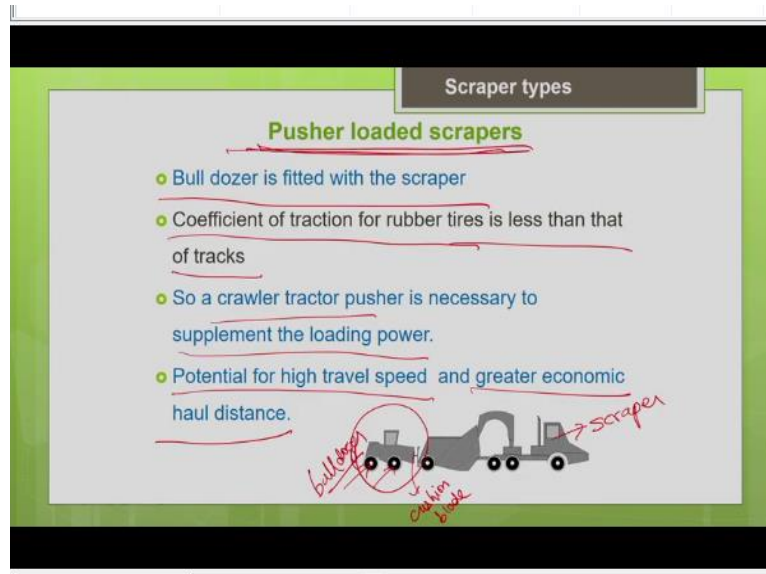 Scraper types
Pusher loaded scrapers
Bull dozer is fitted with the scraper
Coefficient of traction for rubber tires is less than that
of tracks
So a crawler tractor pusher is necessary to
supplement the loading power.
Potential for high travel speed and greater economic
haul distance.
scraper
bulldozer
cushion
blade